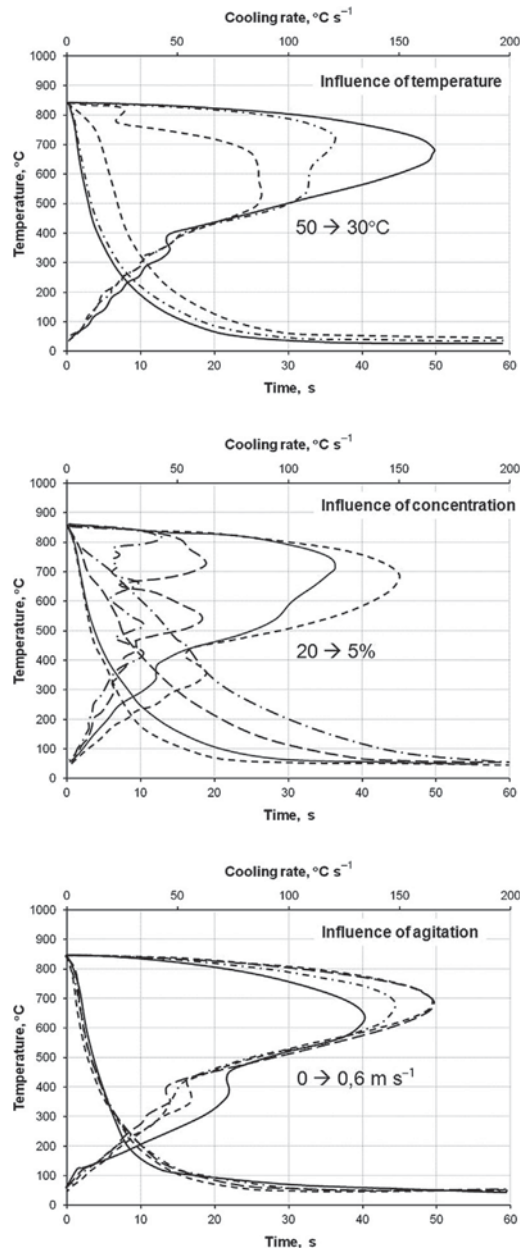 Cooling rate, °C s⁻¹
0 50 100 150 200
1000
900
800
700
600
500
400
300
200
100
0
Temperature, °C
Influence of temperature
50 → 30°C
0 10 20 30 40 50 60
Time, s
Cooling rate, °C s⁻¹
0 50 100 150 200
1000
900
800
700
600
500
400
300
200
100
0
Temperature, °C
Influence of concentration
20 → 5%
0 10 20 30 40 50 60
Time, s
Cooling rate, °C s⁻¹
0 50 100 150 200
1000
900
800
700
600
500
400
300
200
100
0
Temperature, °C
Influence of agitation
0 → 0,6 m s⁻¹
0 10 20 30 40 50 60
Time, s